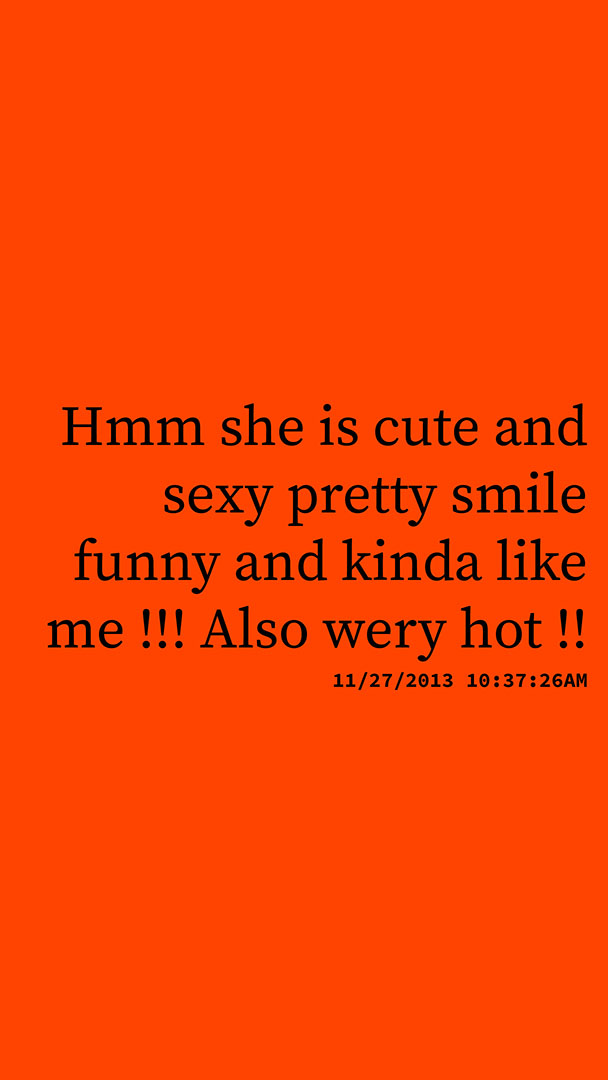 Hmm she is cute and
sexy pretty smile
funny and kinda like
me !!! Also wery hot !!
11/27/2013 10:37:26AM